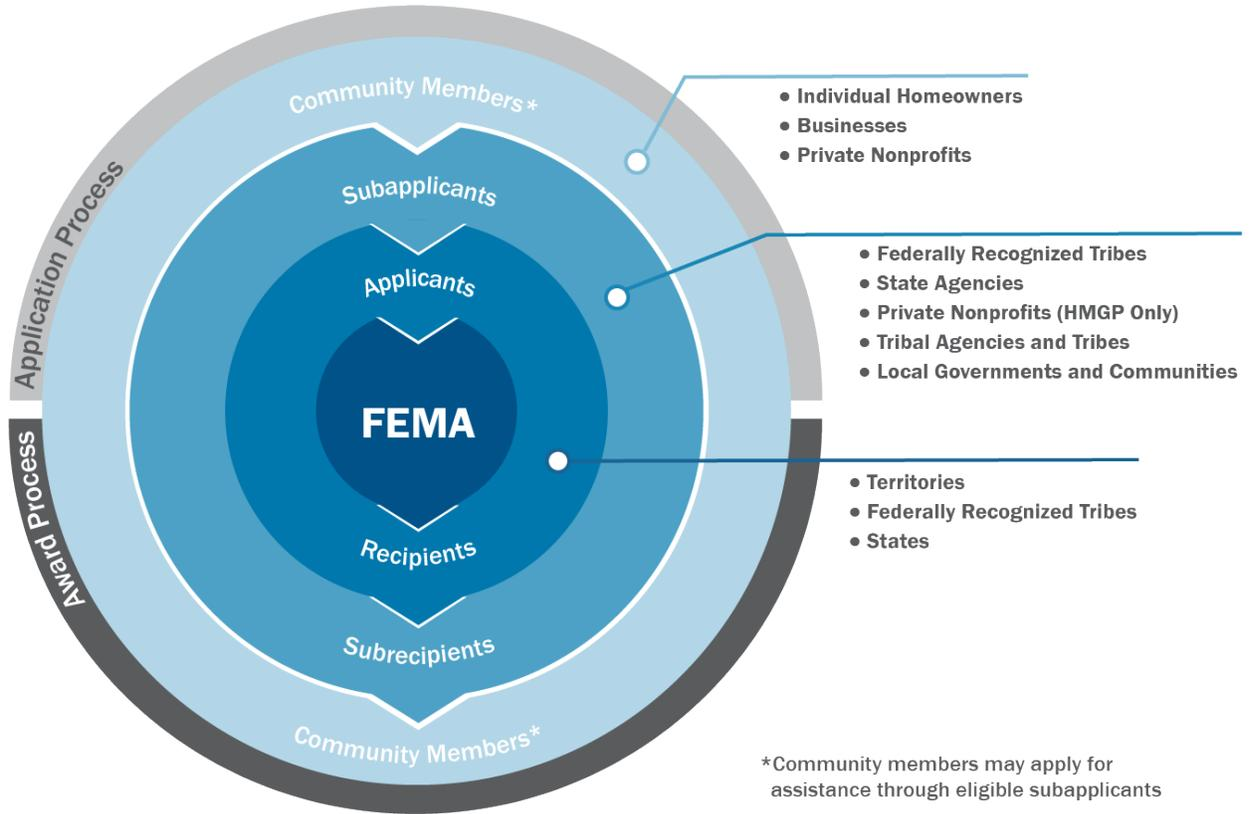 Application Process
Award Process
Community Members*
Subapplicants
Applicants
FEMA
Recipients
Subrecipients
Community Members*
● Individual Homeowners
● Businesses
● Private Nonprofits
● Federally Recognized Tribes
● State Agencies
● Private Nonprofits (HMGP Only)
● Tribal Agencies and Tribes
● Local Governments and Communities
● Territories
● Federally Recognized Tribes
● States
*Community members may apply for
assistance through eligible subapplicants